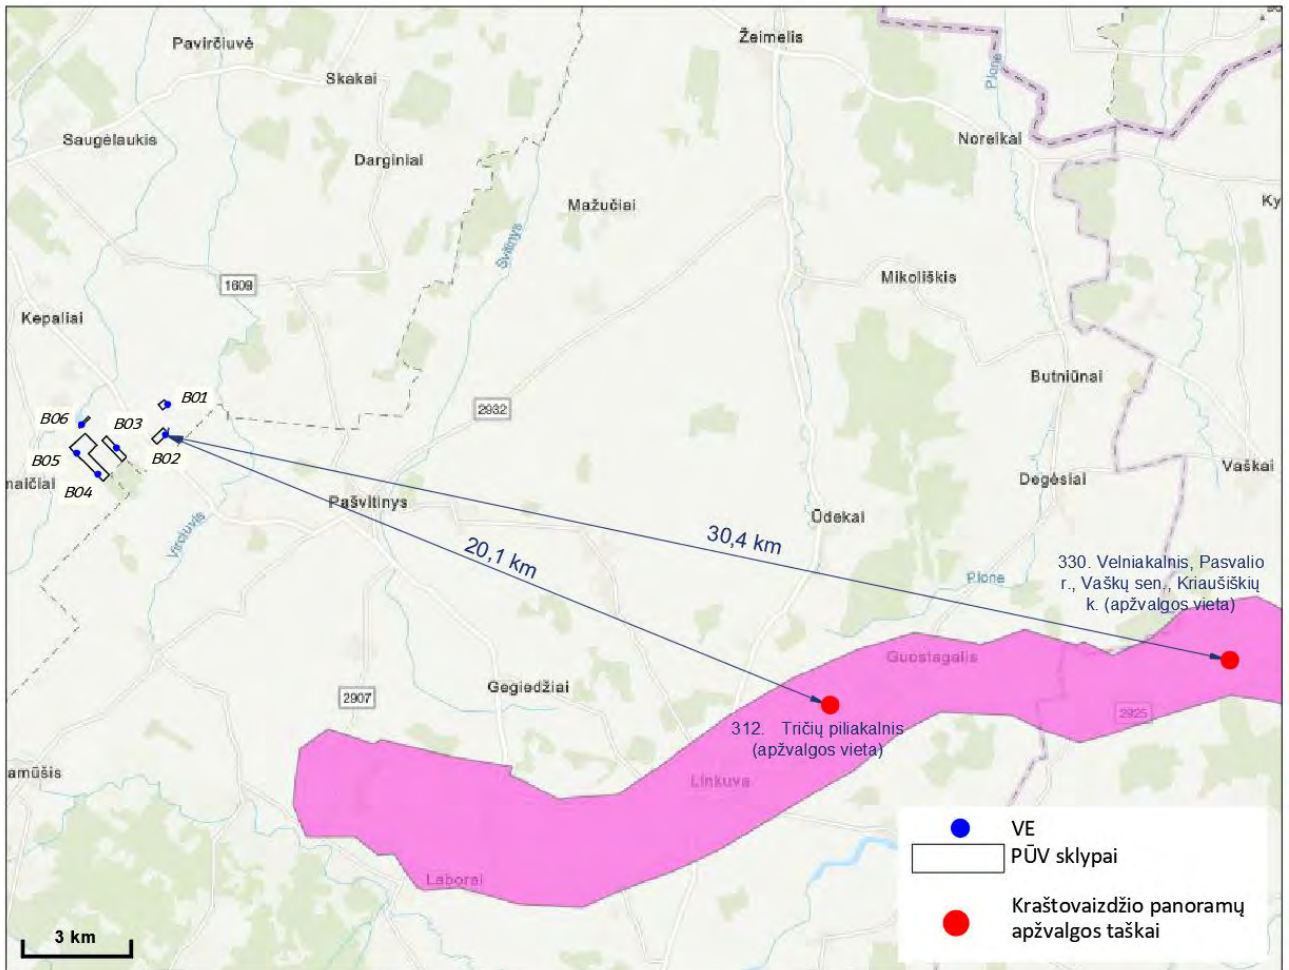 Žeimelis
Pavirčiuvė
Skakai
Plonė
Saugėlaukis
Noreikai
Darginiai
Ky
Mažučiai
Švitinys
Mikoliškis
1609
Kepaliai
Butniūnai
B01
2932
B06
B03
B02
B05
Vaškai
naičiai
B04
Degėsiai
Pašvitinys
Ūdekai
Virčiuvis
30,4 km
20,1 km
330. Velniakalnis, Pasvalio
r., Vaškų sen., Kriaušiškių
k. (apžvalgos vieta)
Plonė
Guostagalis
Gegiedžiai
2907
2925
312. Tričių piliakalnis
(apžvalgos vieta)
amūšis
Linkuva
Laborai
VE
PŪV sklypai
Kraštovaizdžio panoramų
apžvalgos taškai
3 km